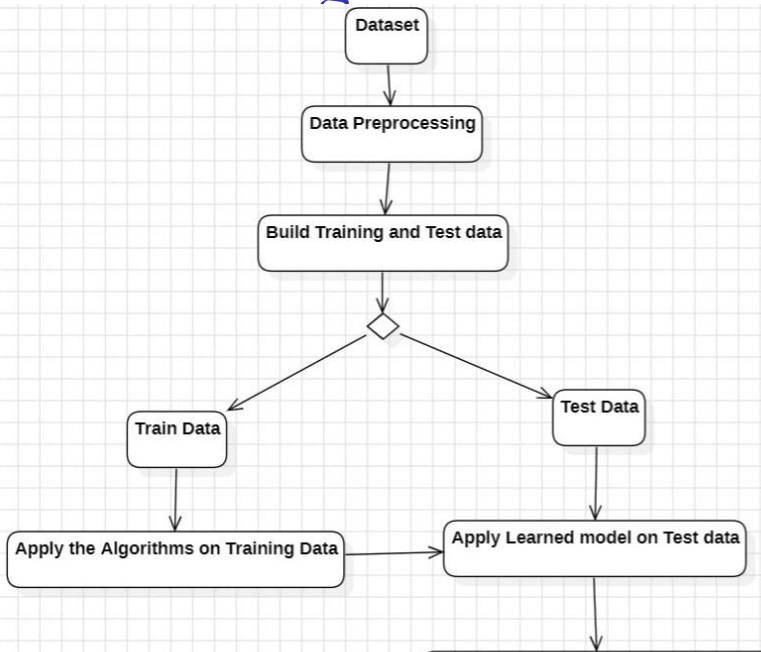 Dataset
Data Preprocessing
Build Training and Test data
Train Data
Test Data
Apply the Algorithms on Training Data
Apply Learned model on Test data